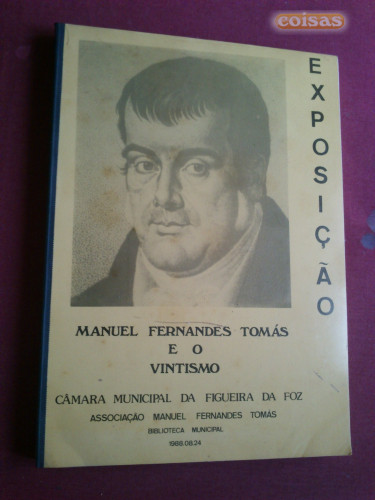 coisas
EXPOSIÇÃO
MANUEL FERNANDES TOMÁS
E O
VINTISMO
CÂMARA MUNICIPAL DA FIGUEIRA DA FOZ
ASSOCIAÇÃO MANUEL FERNANDES TOMÁS
BIBLIOTECA MUNICIPAL
1988.08.24